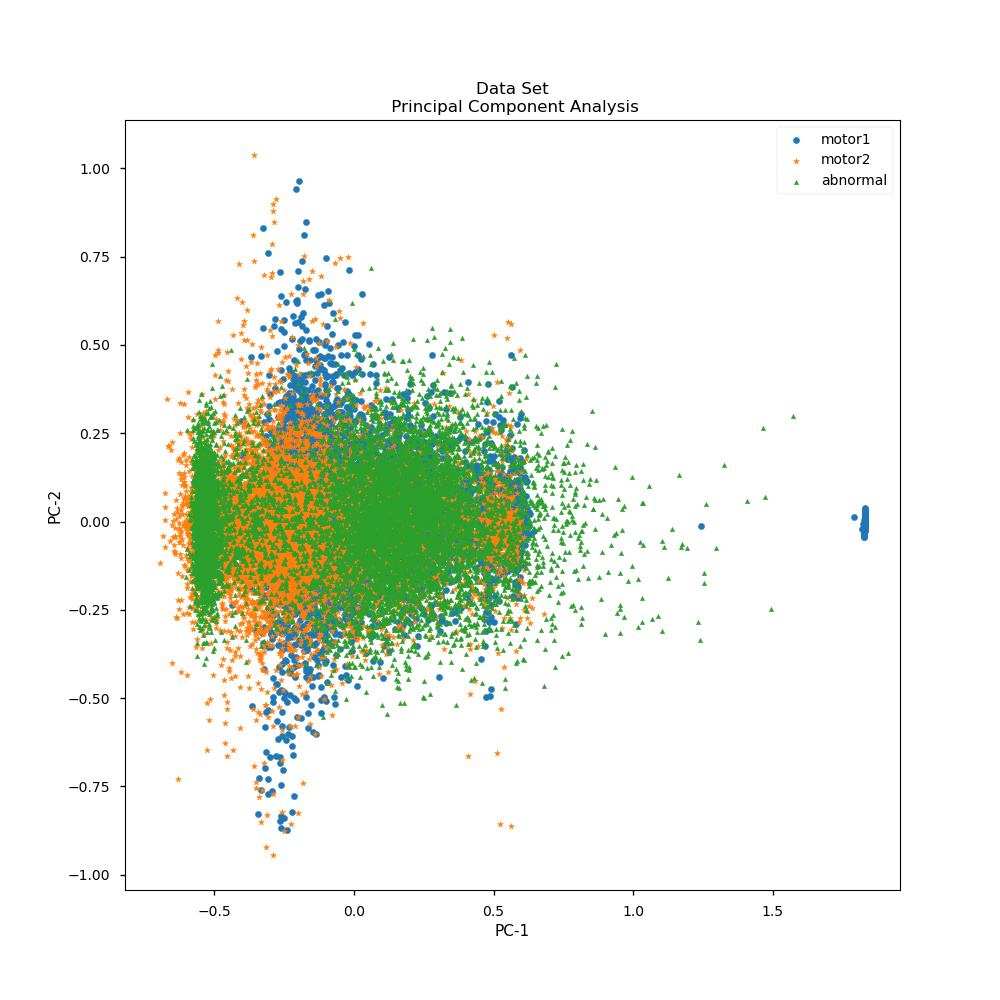 Data Set
Principal Component Analysis
motor1
motor2
abnormal
1.00
0.75
0.50
0.25
0.00
−0.25
−0.50
−0.75
−1.00
PC-2
−0.5
0.0
0.5
1.0
1.5
PC-1